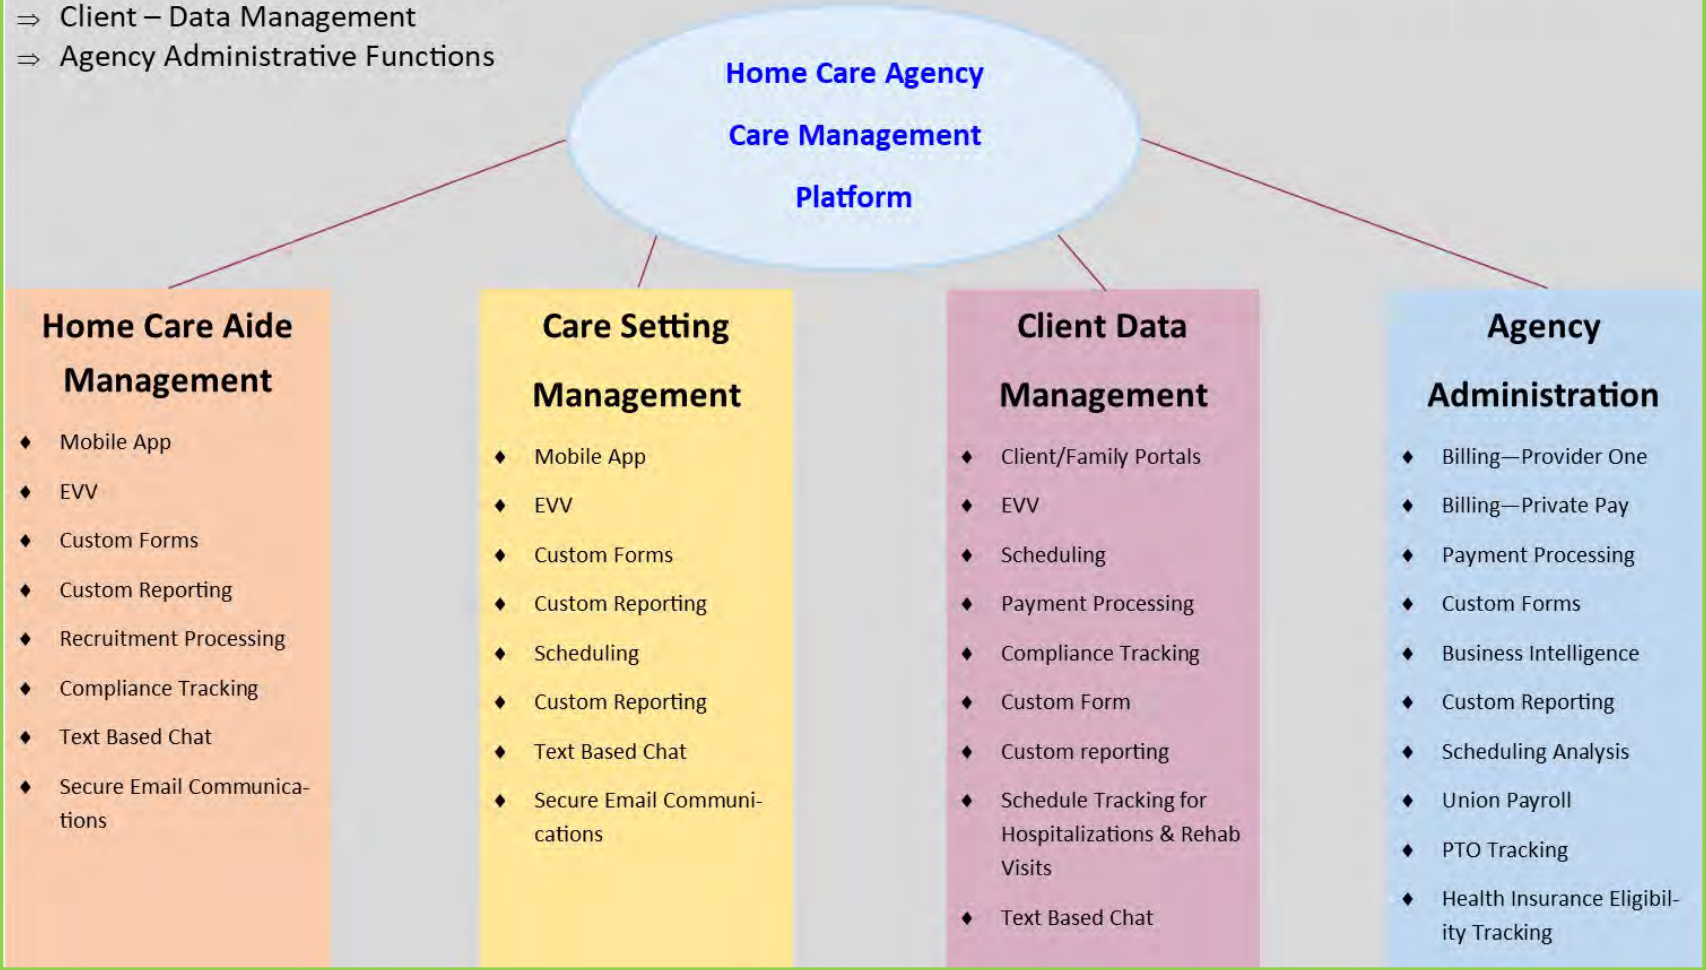 ⇒ Client – Data Management
⇒ Agency Administrative Functions
Home Care Agency
Care Management
Platform
Home Care Aide
Management
♦ Mobile App
♦ EVV
♦ Custom Forms
♦ Custom Reporting
♦ Recruitment Processing
♦ Compliance Tracking
♦ Text Based Chat
♦ Secure Email Communica-
tions
Care Setting
Management
♦ Mobile App
♦ EVV
♦ Custom Forms
♦ Custom Reporting
♦ Scheduling
♦ Custom Reporting
♦ Text Based Chat
♦ Secure Email Communi-
cations
Client Data
Management
♦ Client/Family Portals
♦ EVV
♦ Scheduling
♦ Payment Processing
♦ Compliance Tracking
♦ Custom Form
♦ Custom reporting
♦ Schedule Tracking for
Hospitalizations & Rehab
Visits
♦ Text Based Chat
Agency
Administration
♦ Billing—Provider One
♦ Billing—Private Pay
♦ Payment Processing
♦ Custom Forms
♦ Business Intelligence
♦ Custom Reporting
♦ Scheduling Analysis
♦ Union Payroll
♦ PTO Tracking
♦ Health Insurance Eligibil-
ity Tracking